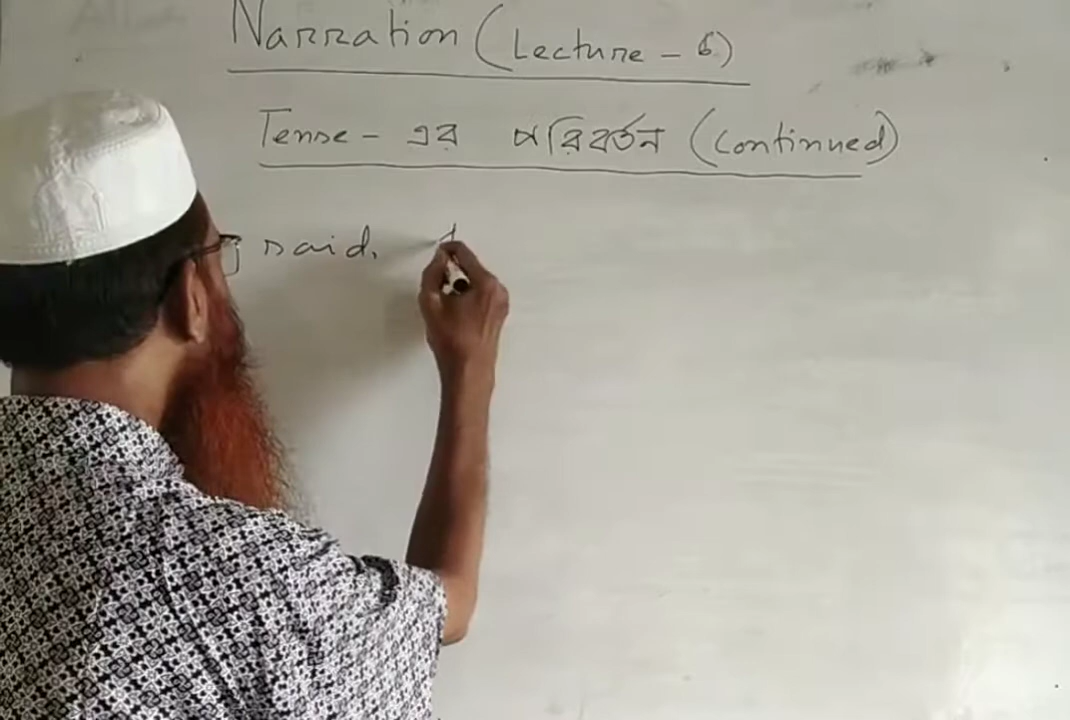 Narration (Lecture - 6)
Tense - এর পরিবর্তন (Continued)
said,